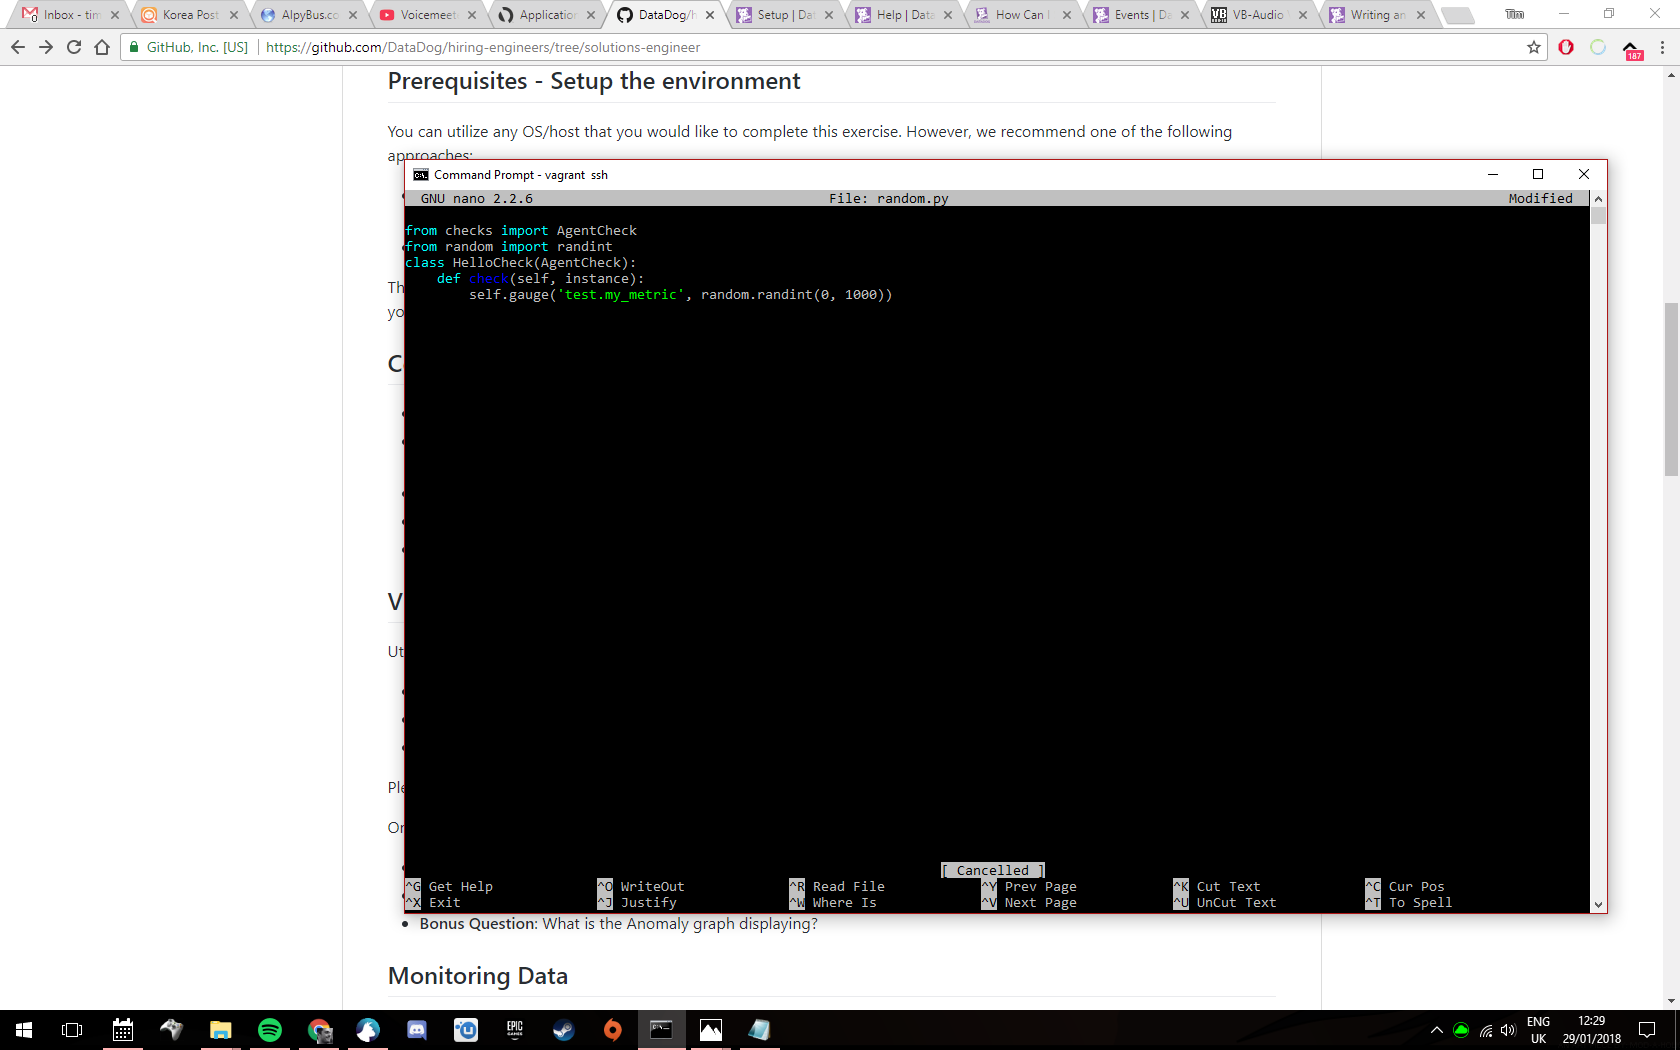 Inbox - tim
Korea Post
AlpyBus.co
Voicemeet
Application
DataDog/h
Setup | Dat
Help | Data
How Can I
Events | Da
VB-Audio
Writing an
Tim
GitHub, Inc. [US]
https://github.com/DataDog/hiring-engineers/tree/solutions-engineer
187
Prerequisites - Setup the environment
You can utilize any OS/host that you would like to complete this exercise. However, we recommend one of the following
approaches:
Command Prompt - vagrant ssh
GNU nano 2.2.6 File: random.py Modified
from checks import AgentCheck
from random import randint
class HelloCheck(AgentCheck):
def check(self, instance):
self.gauge('test.my_metric', random.randint(0, 1000))
Th
yo
C
V
Ut
Ple
Or
[ Cancelled ]
^G Get Help ^O WriteOut ^R Read File ^Y Prev Page ^K Cut Text ^C Cur Pos
^X Exit ^J Justify ^W Where Is ^V Next Page ^U UnCut Text ^T To Spell
Bonus Question: What is the Anomaly graph displaying?
Monitoring Data
EPIC
GAMES
ENG
UK
12:29
29/01/2018